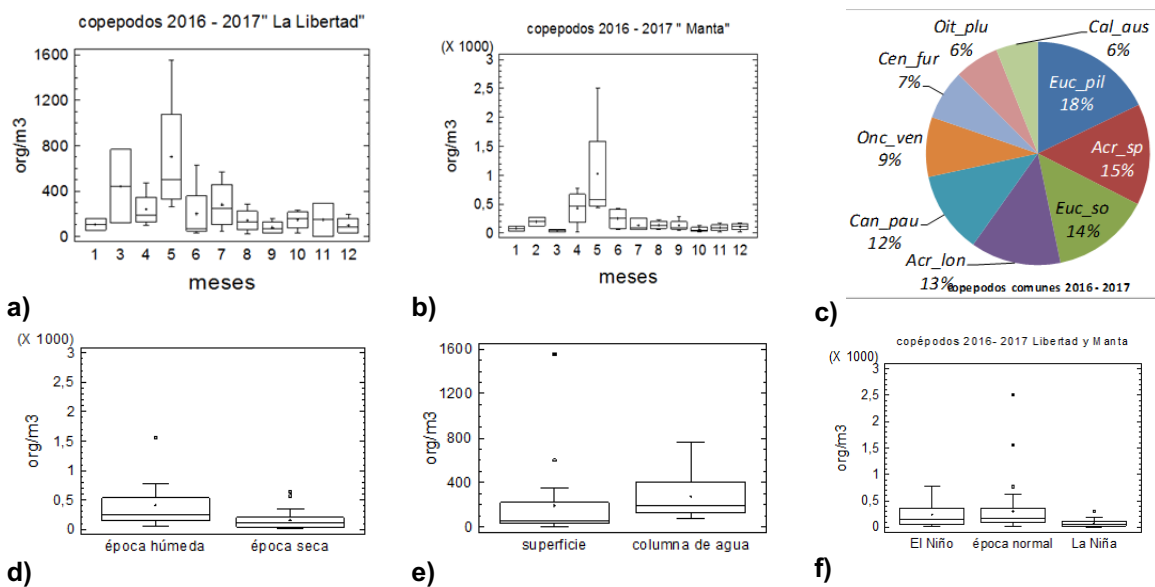 copepodos 2016 - 2017" La Libertad"
1600
1200
800
400
0
org/m3
1 3 4 5 6 7 8 9 10 11 12
meses
a)
copepodos 2016 - 2017 " Manta"
(X 1000)
3
2,5
2
1,5
1
0,5
0
org/m3
1 2 3 4 5 6 7 8 9 10 11 12
meses
b)
Oit_plu
6%
Cal_aus
6%
Cen_fur
7%
Euc_pil
18%
Onc_ven
9%
Acr_sp
15%
Can_pau
12%
Euc_so
14%
Acr_lon
13%
copepodos comunes 2016 - 2017
c)
(X 1000)
3
2,5
2
1,5
1
0,5
0
org/m3
época húmeda época seca
d)
1600
1200
800
400
0
org/m3
superficie columna de agua
e)
copépodos 2016- 2017 Libertad y Manta
(X 1000)
3
2,5
2
1,5
1
0,5
0
org/m3
El Niño época normal La Niña
f)